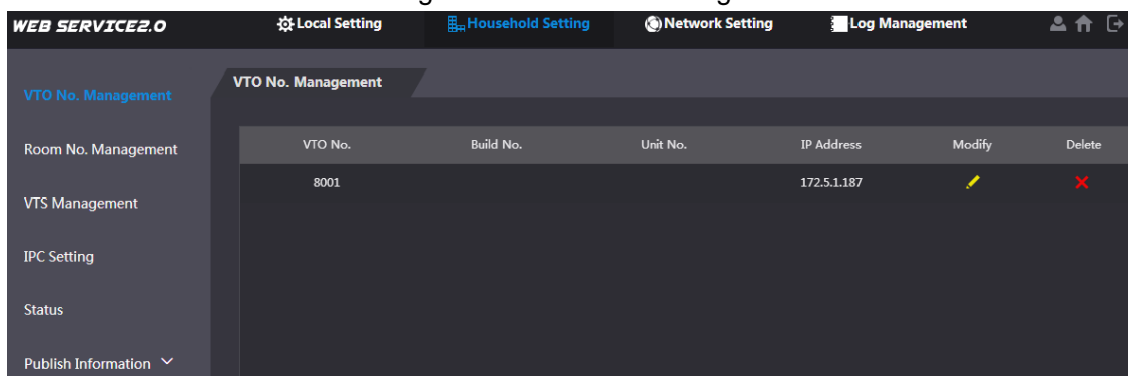 WEB SERVICE2.0 Local Setting Household Setting Network Setting Log Management
VTO No. Management
VTO No. Management
VTO No. Build No. Unit No. IP Address Modify Delete
Room No. Management
8001 172.5.1.187
VTS Management
IPC Setting
Status
Publish Information